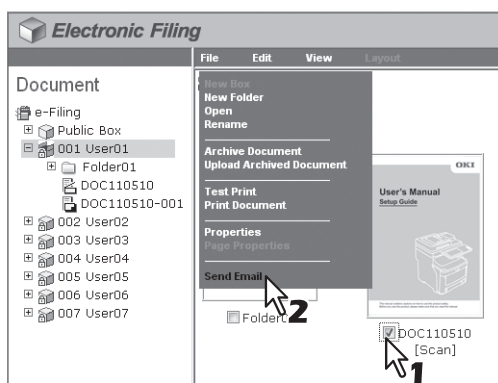 Electronic Filing
File Edit View Layout
Document
e-Filing
Public Box
001 User01
Folder01
DOC110510
DOC110510-001
002 User02
003 User03
004 User04
005 User05
006 User06
007 User07
New Box
New Folder
Open
Rename
Archive Document
Upload Archived Document
Test Print
Print Document
Properties
Page Properties
Send Email
2
OKI
User's Manual
Setup Guide
DOC110510
[Scan]
1